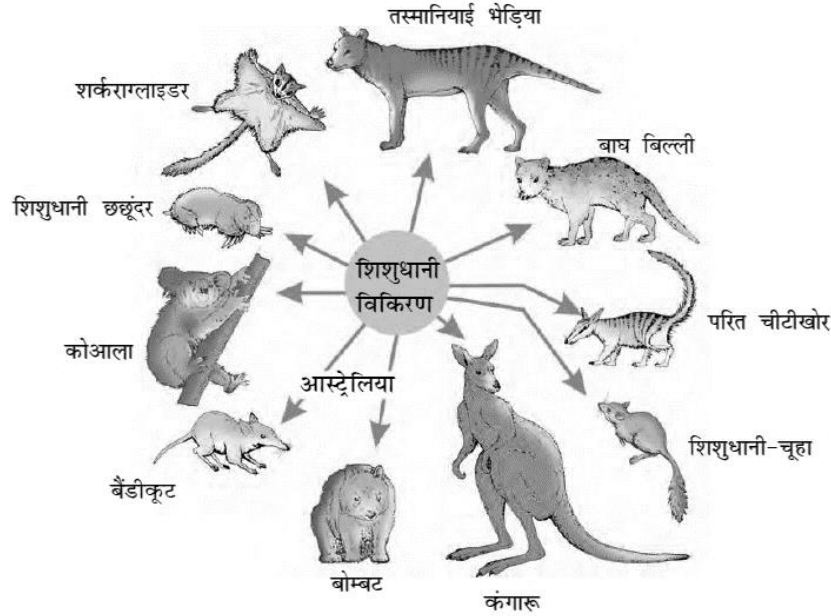 तस्मानियाई भेड़िया
शर्कराग्लाइडर
बाघ बिल्ली
शिशुधानी छछूंदर
शिशुधानी
विकिरण
परित चीटीखोर
कोआला
आस्ट्रेलिया
शिशुधानी-चूहा
बैंडीकूट
बोम्बट
कंगारू